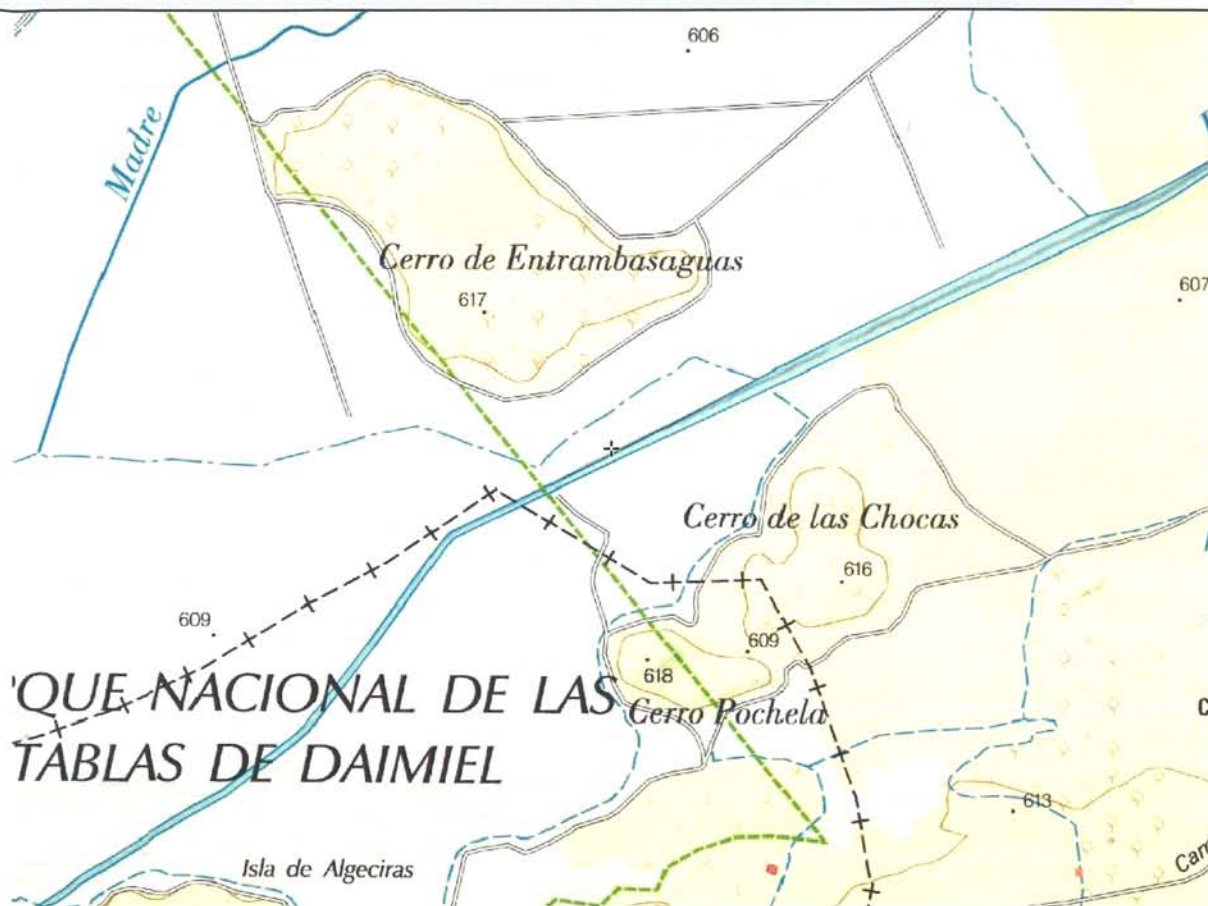 606
Madre
Cerro de Entrambasaguas
617
607
Cerro de las Chocas
616
609
609
618
QUE NACIONAL DE LAS
Cerro Pochela
TABLAS DE DAIMIEL
613
Isla de Algeciras